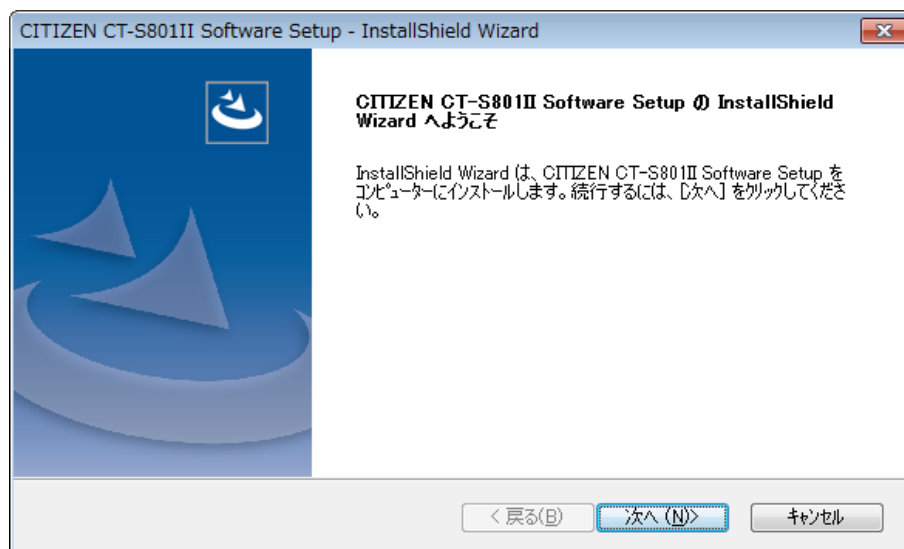 CITIZEN CT-S801II Software Setup - InstallShield Wizard
CITIZEN CT-S801II Software Setup の InstallShield
Wizard へようこそ
InstallShield Wizard は、CITIZEN CT-S801II Software Setup を
コンピューターにインストールします。続行するには、[次へ] をクリックしてくださ
い。
< 戻る(B)
次へ (N)>
キャンセル